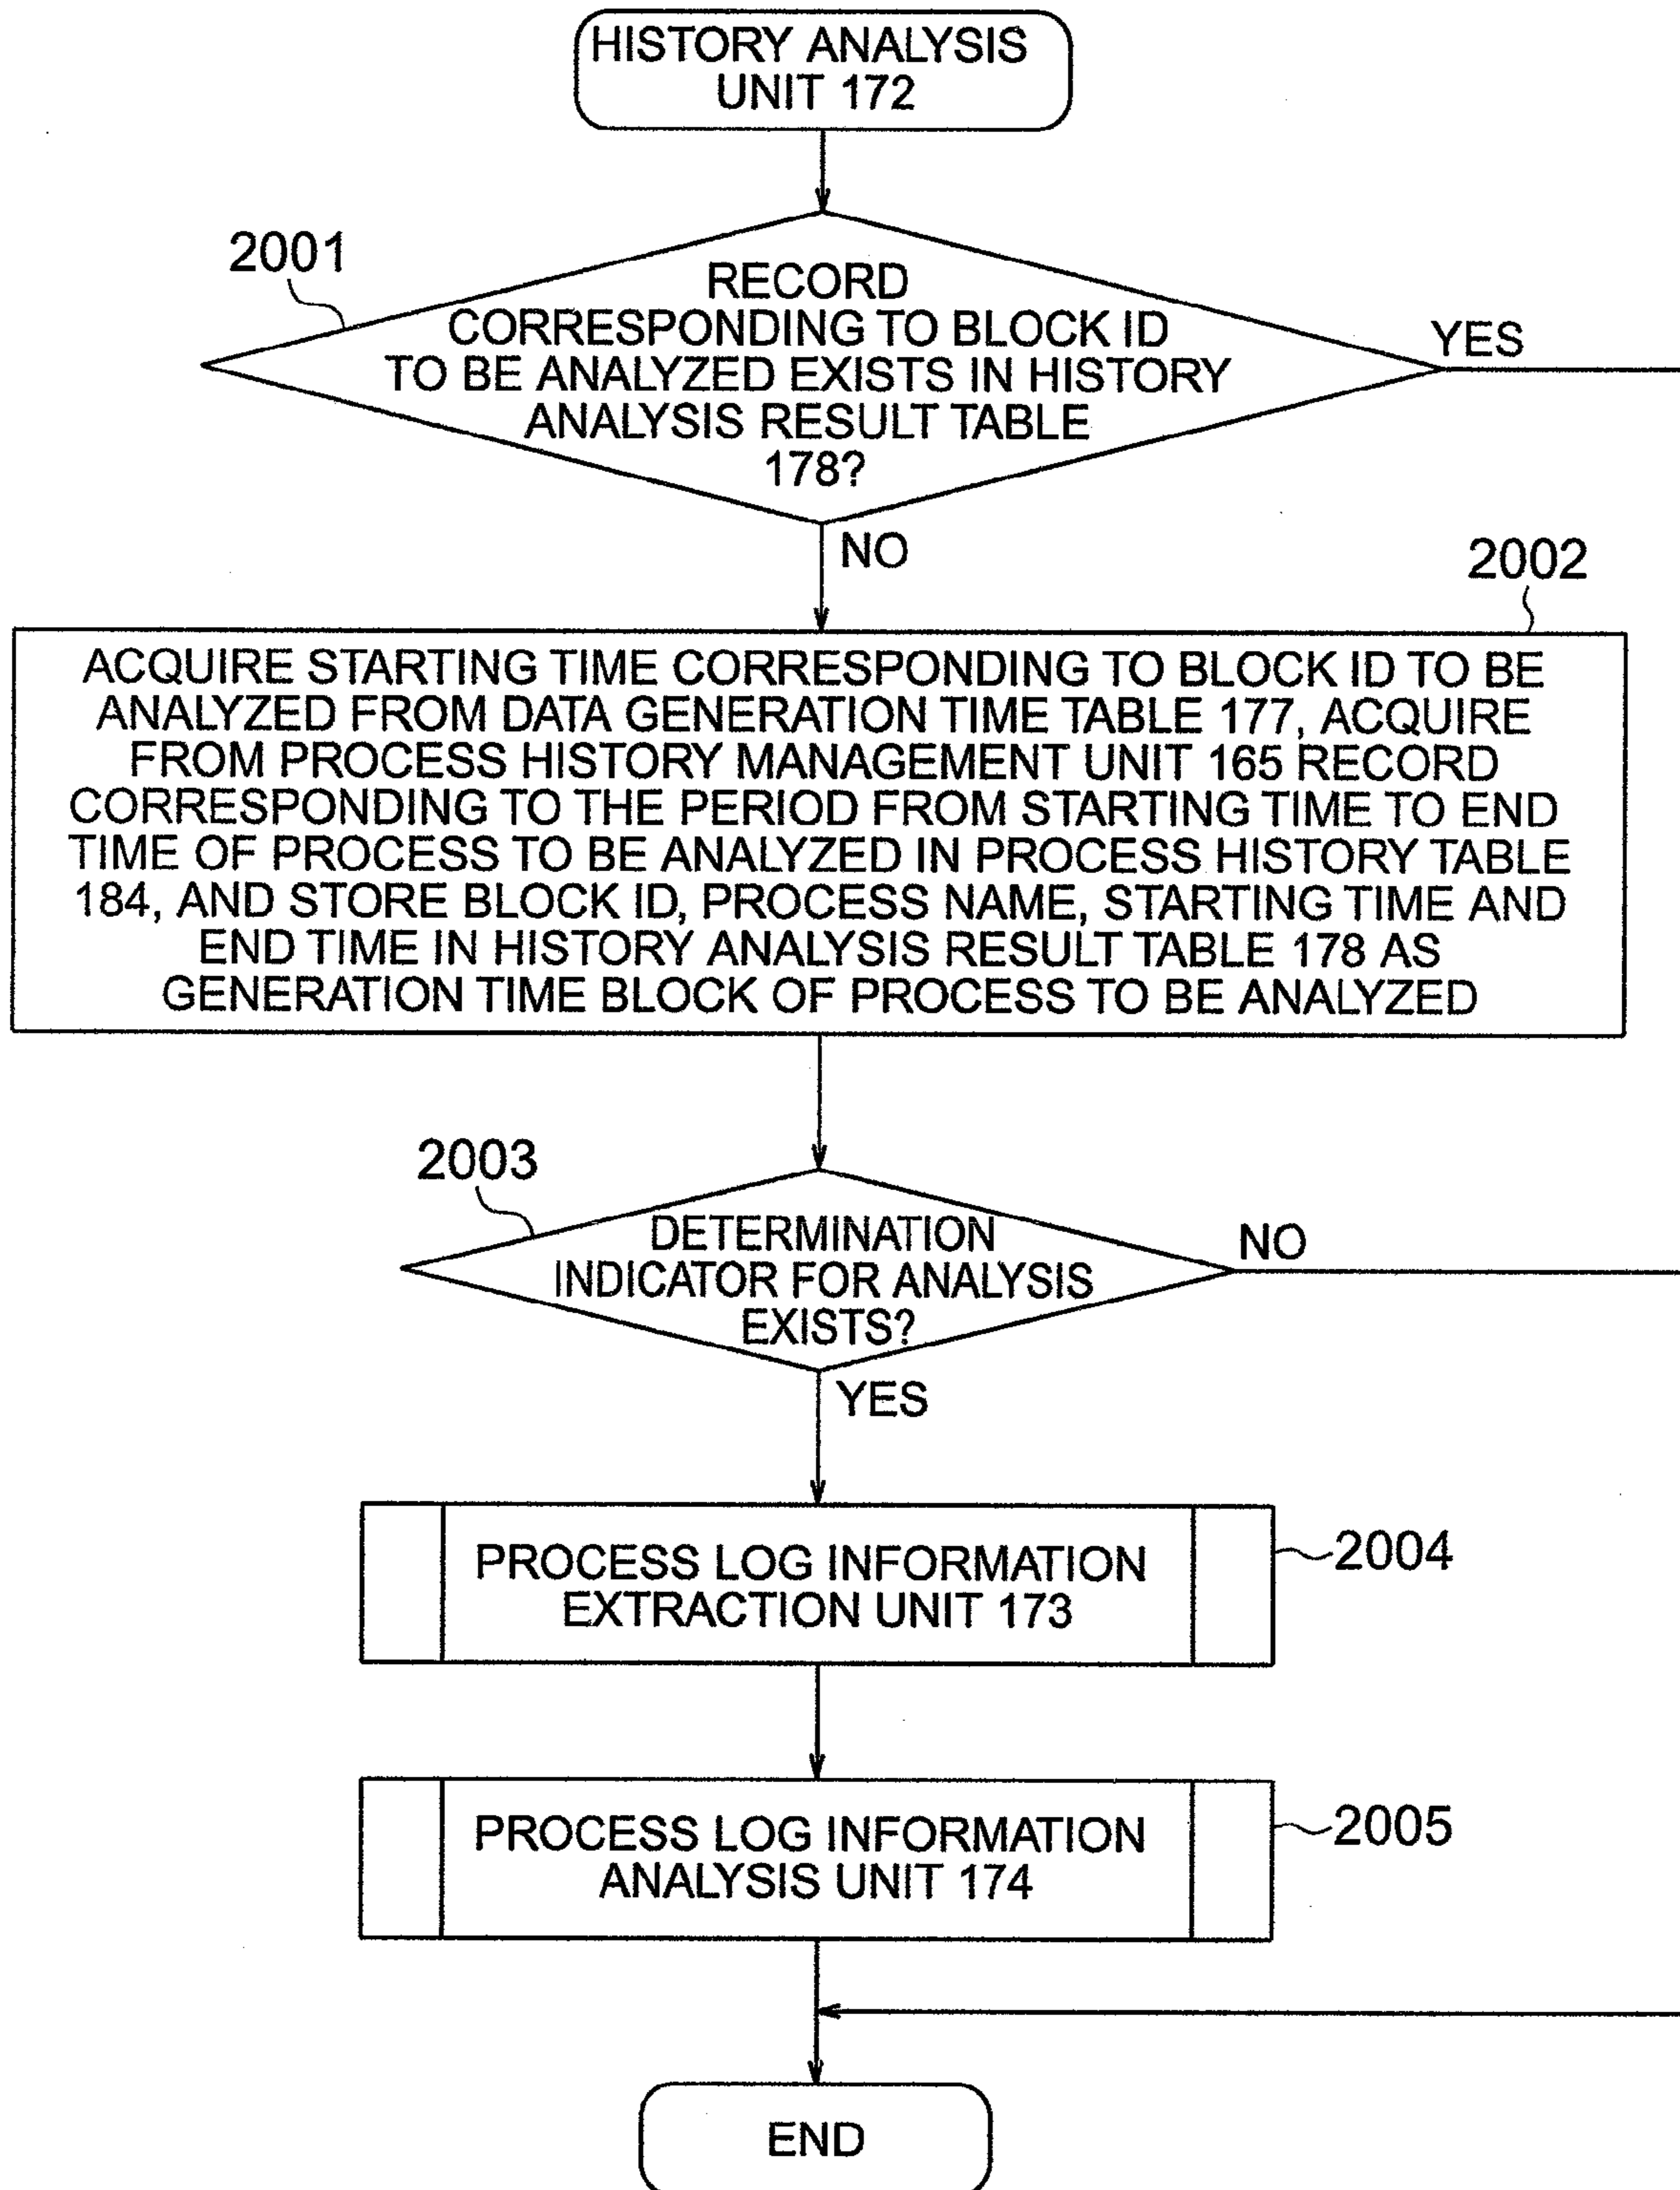 HISTORY ANALYSIS
UNIT 172
2001
RECORD
CORRESPONDING TO BLOCK ID
TO BE ANALYZED EXISTS IN HISTORY
ANALYSIS RESULT TABLE
178?
YES
NO
2002
ACQUIRE STARTING TIME CORRESPONDING TO BLOCK ID TO BE
ANALYZED FROM DATA GENERATION TIME TABLE 177, ACQUIRE
FROM PROCESS HISTORY MANAGEMENT UNIT 165 RECORD
CORRESPONDING TO THE PERIOD FROM STARTING TIME TO END
TIME OF PROCESS TO BE ANALYZED IN PROCESS HISTORY TABLE
184, AND STORE BLOCK ID, PROCESS NAME, STARTING TIME AND
END TIME IN HISTORY ANALYSIS RESULT TABLE 178 AS
GENERATION TIME BLOCK OF PROCESS TO BE ANALYZED
2003
DETERMINATION
INDICATOR FOR ANALYSIS
EXISTS?
NO
YES
PROCESS LOG INFORMATION
EXTRACTION UNIT 173
2004
PROCESS LOG INFORMATION
ANALYSIS UNIT 174
2005
END